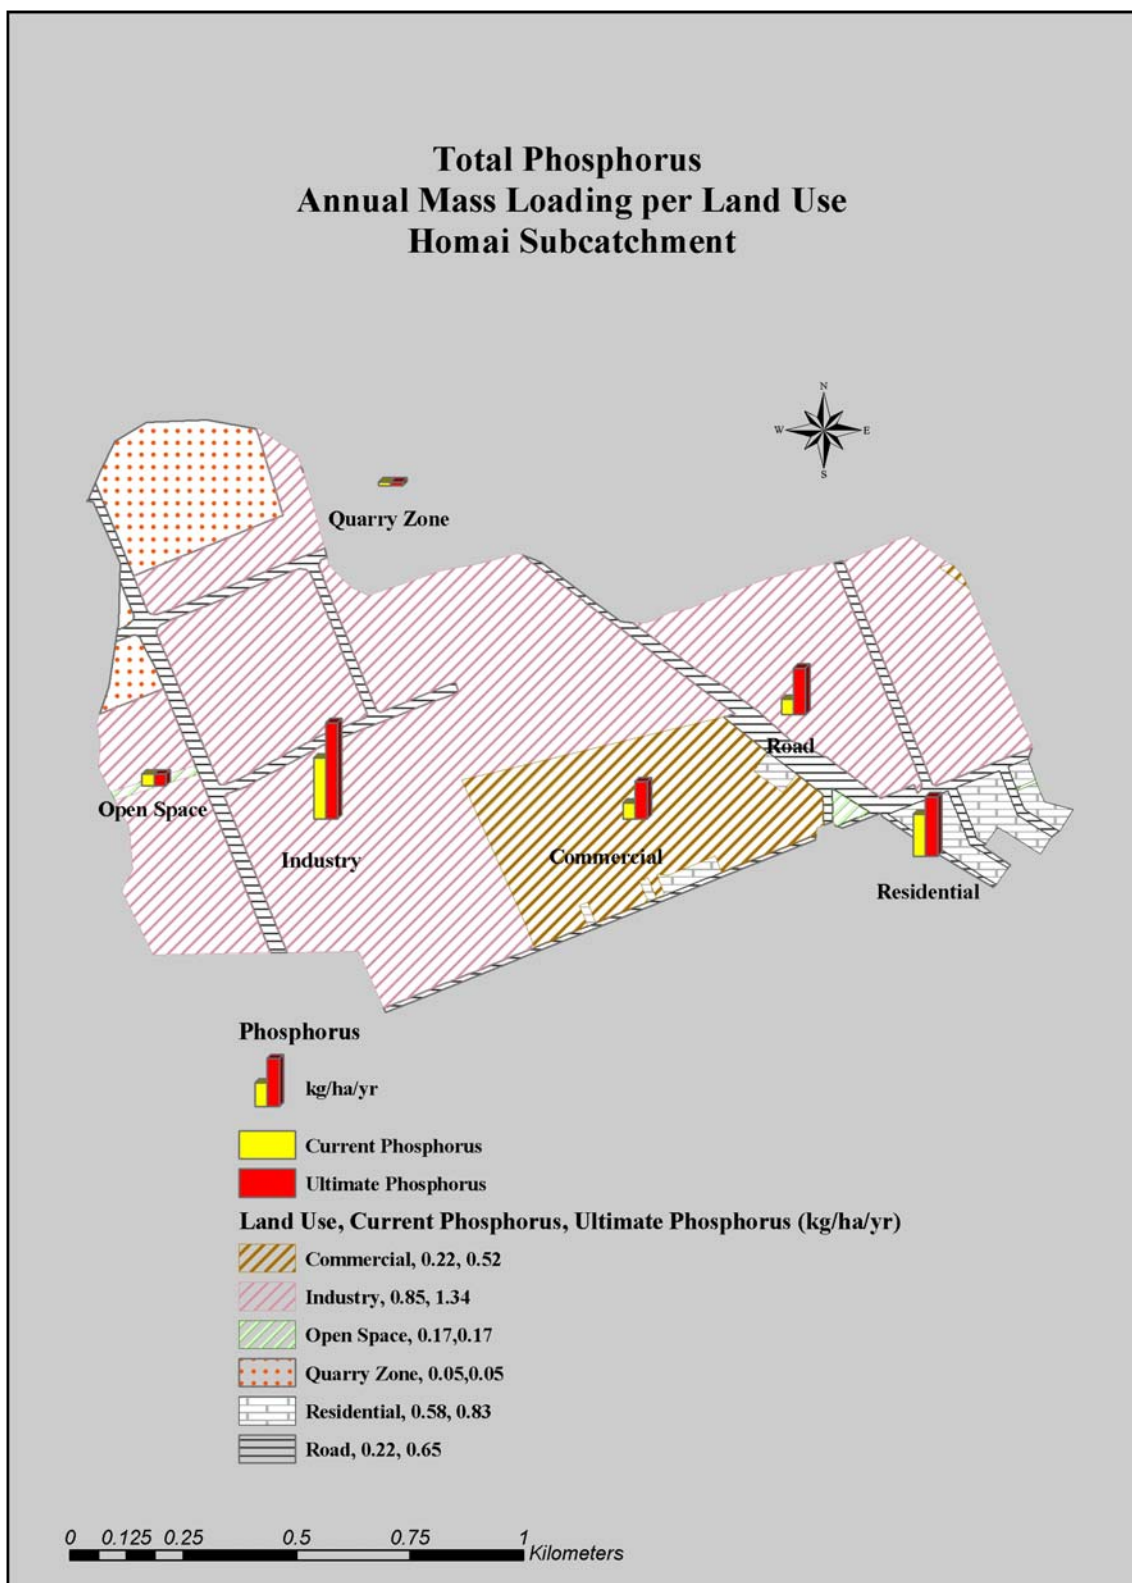 Total Phosphorus
Annual Mass Loading per Land Use
Homai Subcatchment
N
W E
S
Quarry Zone
Road
Open Space
Industry
Commercial
Residential
Phosphorus
kg/ha/yr
Current Phosphorus
Ultimate Phosphorus
Land Use, Current Phosphorus, Ultimate Phosphorus (kg/ha/yr)
Commercial, 0.22, 0.52
Industry, 0.85, 1.34
Open Space, 0.17,0.17
Quarry Zone, 0.05,0.05
Residential, 0.58, 0.83
Road, 0.22, 0.65
0 0.125 0.25 0.5 0.75 1
Kilometers